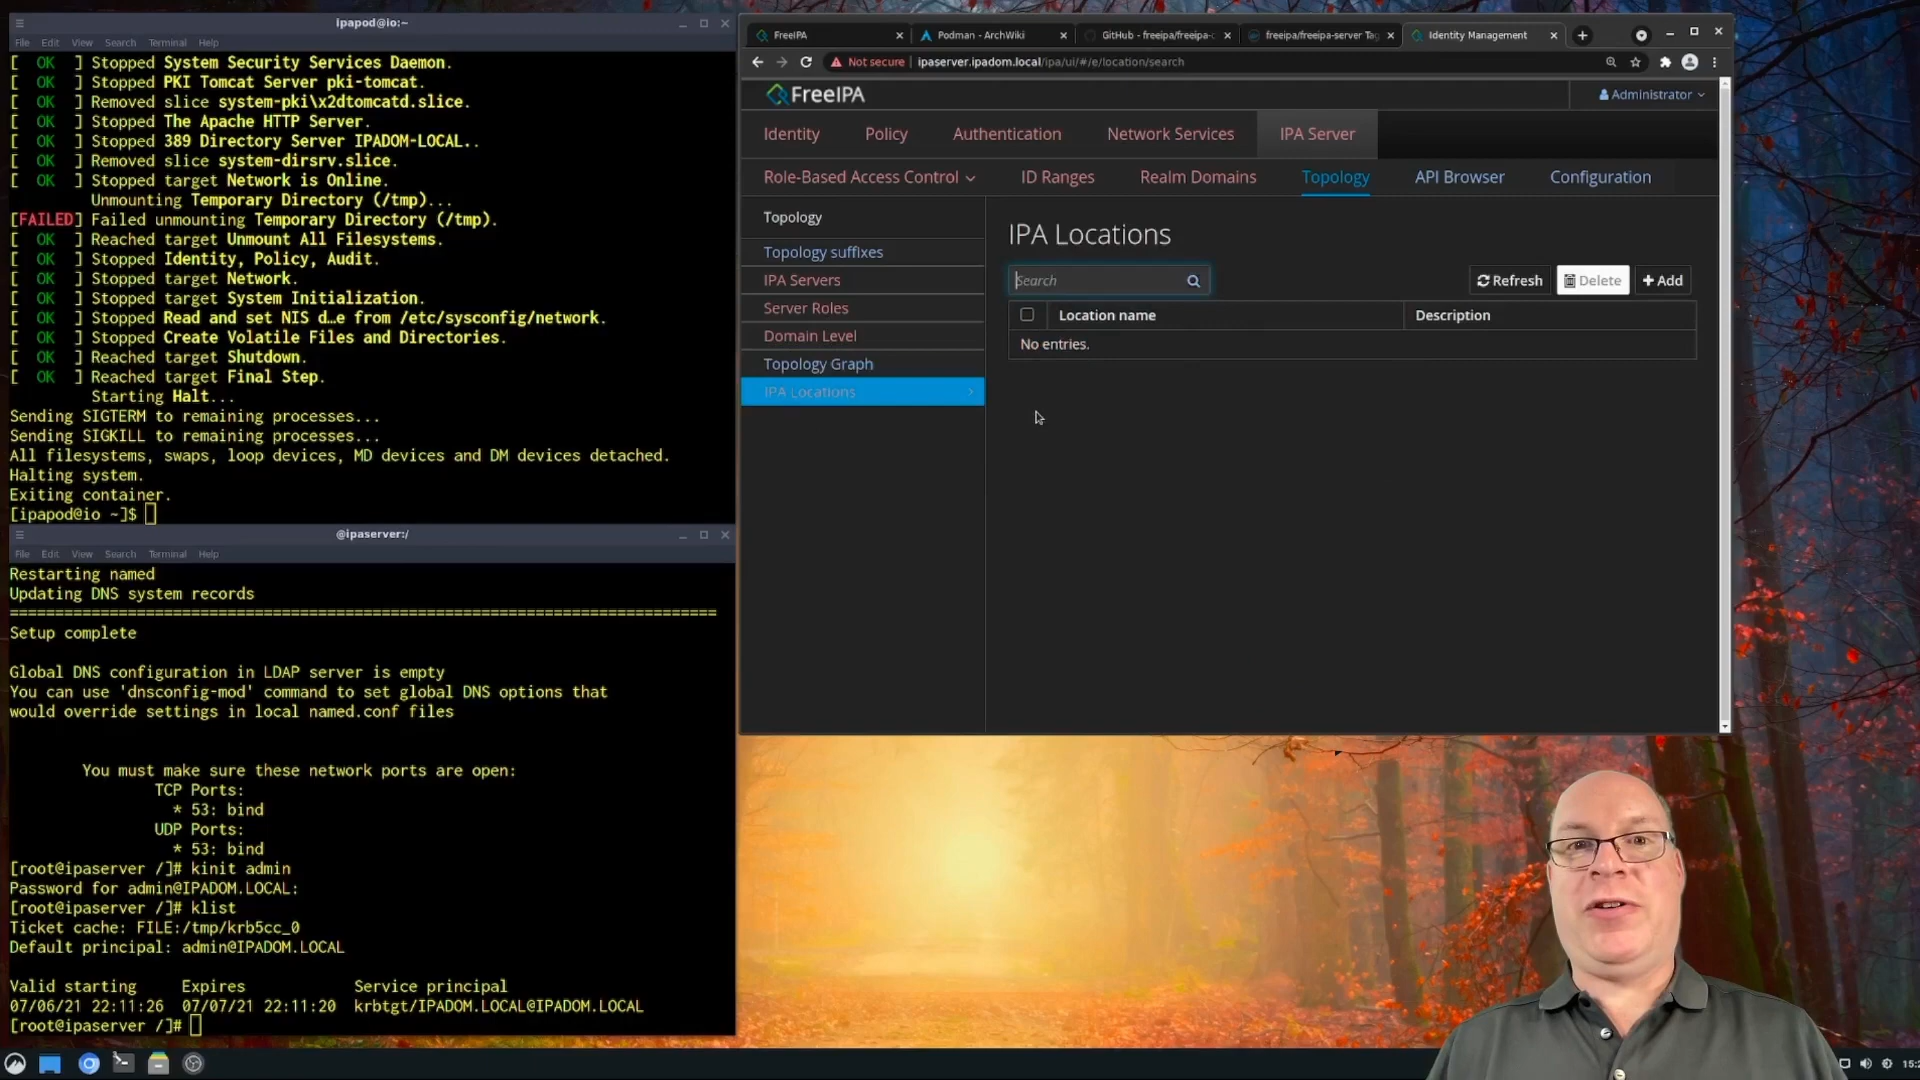 ipapod@io:~
File Edit View Search Terminal Help
[ OK ] Stopped System Security Services Daemon.
[ OK ] Stopped PKI Tomcat Server pki-tomcat.
[ OK ] Removed slice system-pki\x2dtomcatd.slice.
[ OK ] Stopped The Apache HTTP Server.
[ OK ] Stopped 389 Directory Server IPADOM-LOCAL..
[ OK ] Removed slice system-dirsrv.slice.
[ OK ] Stopped target Network is Online.
Unmounting Temporary Directory (/tmp)...
[FAILED] Failed unmounting Temporary Directory (/tmp).
[ OK ] Reached target Unmount All Filesystems.
[ OK ] Stopped Identity, Policy, Audit.
[ OK ] Stopped target Network.
[ OK ] Stopped target System Initialization.
[ OK ] Stopped Read and set NIS d…e from /etc/sysconfig/network.
[ OK ] Stopped Create Volatile Files and Directories.
[ OK ] Reached target Shutdown.
[ OK ] Reached target Final Step.
Starting Halt...
Sending SIGTERM to remaining processes...
Sending SIGKILL to remaining processes...
All filesystems, swaps, loop devices, MD devices and DM devices detached.
Halting system.
Exiting container.
[ipapod@io ~]$
@ipaserver:/
File Edit View Search Terminal Help
Restarting named
Updating DNS system records
==============================================================================
Setup complete
Global DNS configuration in LDAP server is empty
You can use 'dnsconfig-mod' command to set global DNS options that
would override settings in local named.conf files
You must make sure these network ports are open:
TCP Ports:
* 53: bind
UDP Ports:
* 53: bind
[root@ipaserver /]# kinit admin
Password for admin@IPADOM.LOCAL:
[root@ipaserver /]# klist
Ticket cache: FILE:/tmp/krb5cc_0
Default principal: admin@IPADOM.LOCAL
Valid starting Expires Service principal
07/06/21 22:11:26 07/07/21 22:11:20 krbtgt/IPADOM.LOCAL@IPADOM.LOCAL
[root@ipaserver /]#
FreeIPA Podman - ArchWiki GitHub - freeipa/freeipa-c freeipa/freeipa-server Tag Identity Management
Not secure ipaserver.ipadom.local/ipa/ui/#/e/location/search
FreeIPA Administrator
Identity Policy Authentication Network Services IPA Server
Role-Based Access Control ID Ranges Realm Domains Topology API Browser Configuration
Topology
Topology suffixes
IPA Servers
Server Roles
Domain Level
Topology Graph
IPA Locations
IPA Locations
Search Refresh Delete Add
Location name Description
No entries.